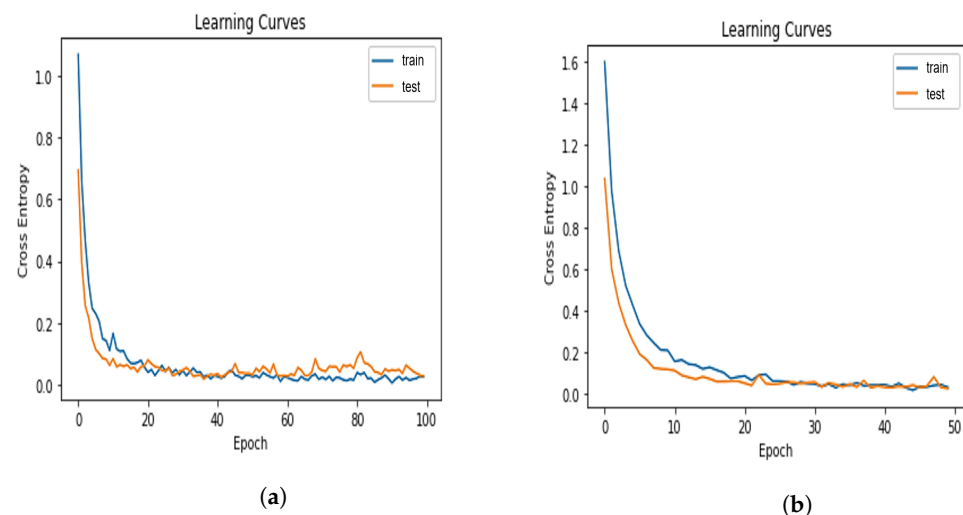 Learning Curves
train
test
1.0
0.8
0.6
0.4
0.2
0.0
Cross Entropy
0 20 40 60 80 100
Epoch
(a)
Learning Curves
train
test
1.6
1.4
1.2
1.0
0.8
0.6
0.4
0.2
0.0
Cross Entropy
0 10 20 30 40 50
Epoch
(b)